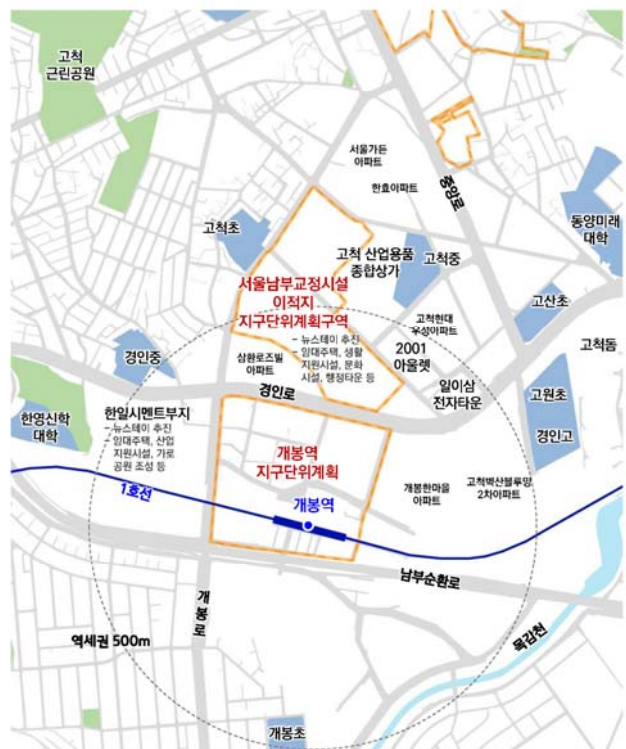 고척
근린공원
서울가든
아파트
한효아파트
중앙로
동양미래
대학
고척초
고척 산업용품
종합상가
고척중
서울남부교정시설
이적지
지구단위계획구역
- 뉴스테이 추진
- 임대주택, 생활
지원시설, 문화
시설, 행정타운 등
고산초
고척현대
우성아파트
고척돔
경인중
삼환로즈빌
아파트
2001
아울렛
일이삼
전자타운
경인로
고원초
경인고
한영신학
대학
한일시멘트부지
- 뉴스테이 추진
- 임대주택, 산업
지원시설, 가로
공원 조성 등
개봉역
지구단위계획
개봉한마을
아파트
고척벽산블루밍
2차아파트
1호선
개봉역
남부순환로
개봉로
목감천
역세권 500m
개봉초